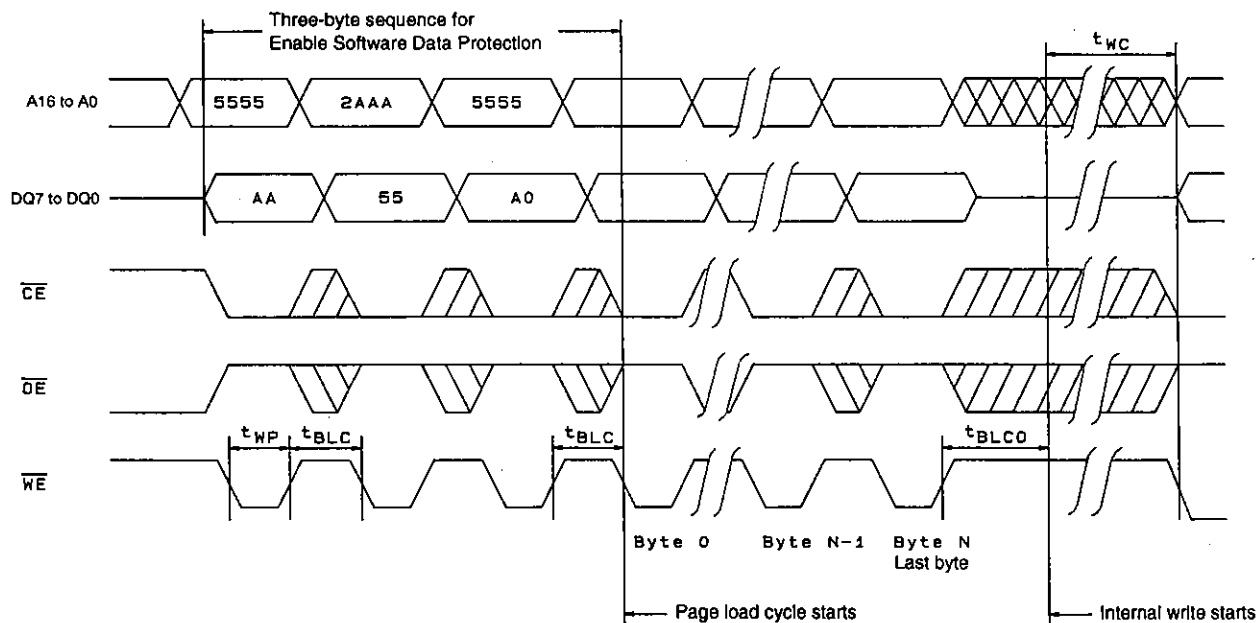 Three-byte sequence for
Enable Software Data Protection
tWC
A16 to A0
5555
2AAA
5555
DQ7 to DQ0
AA
55
A0
CE
OE
tWP
tBLC
tBLC
tBLCO
WE
Byte 0
Byte N-1
Byte N
Last byte
Page load cycle starts
Internal write starts